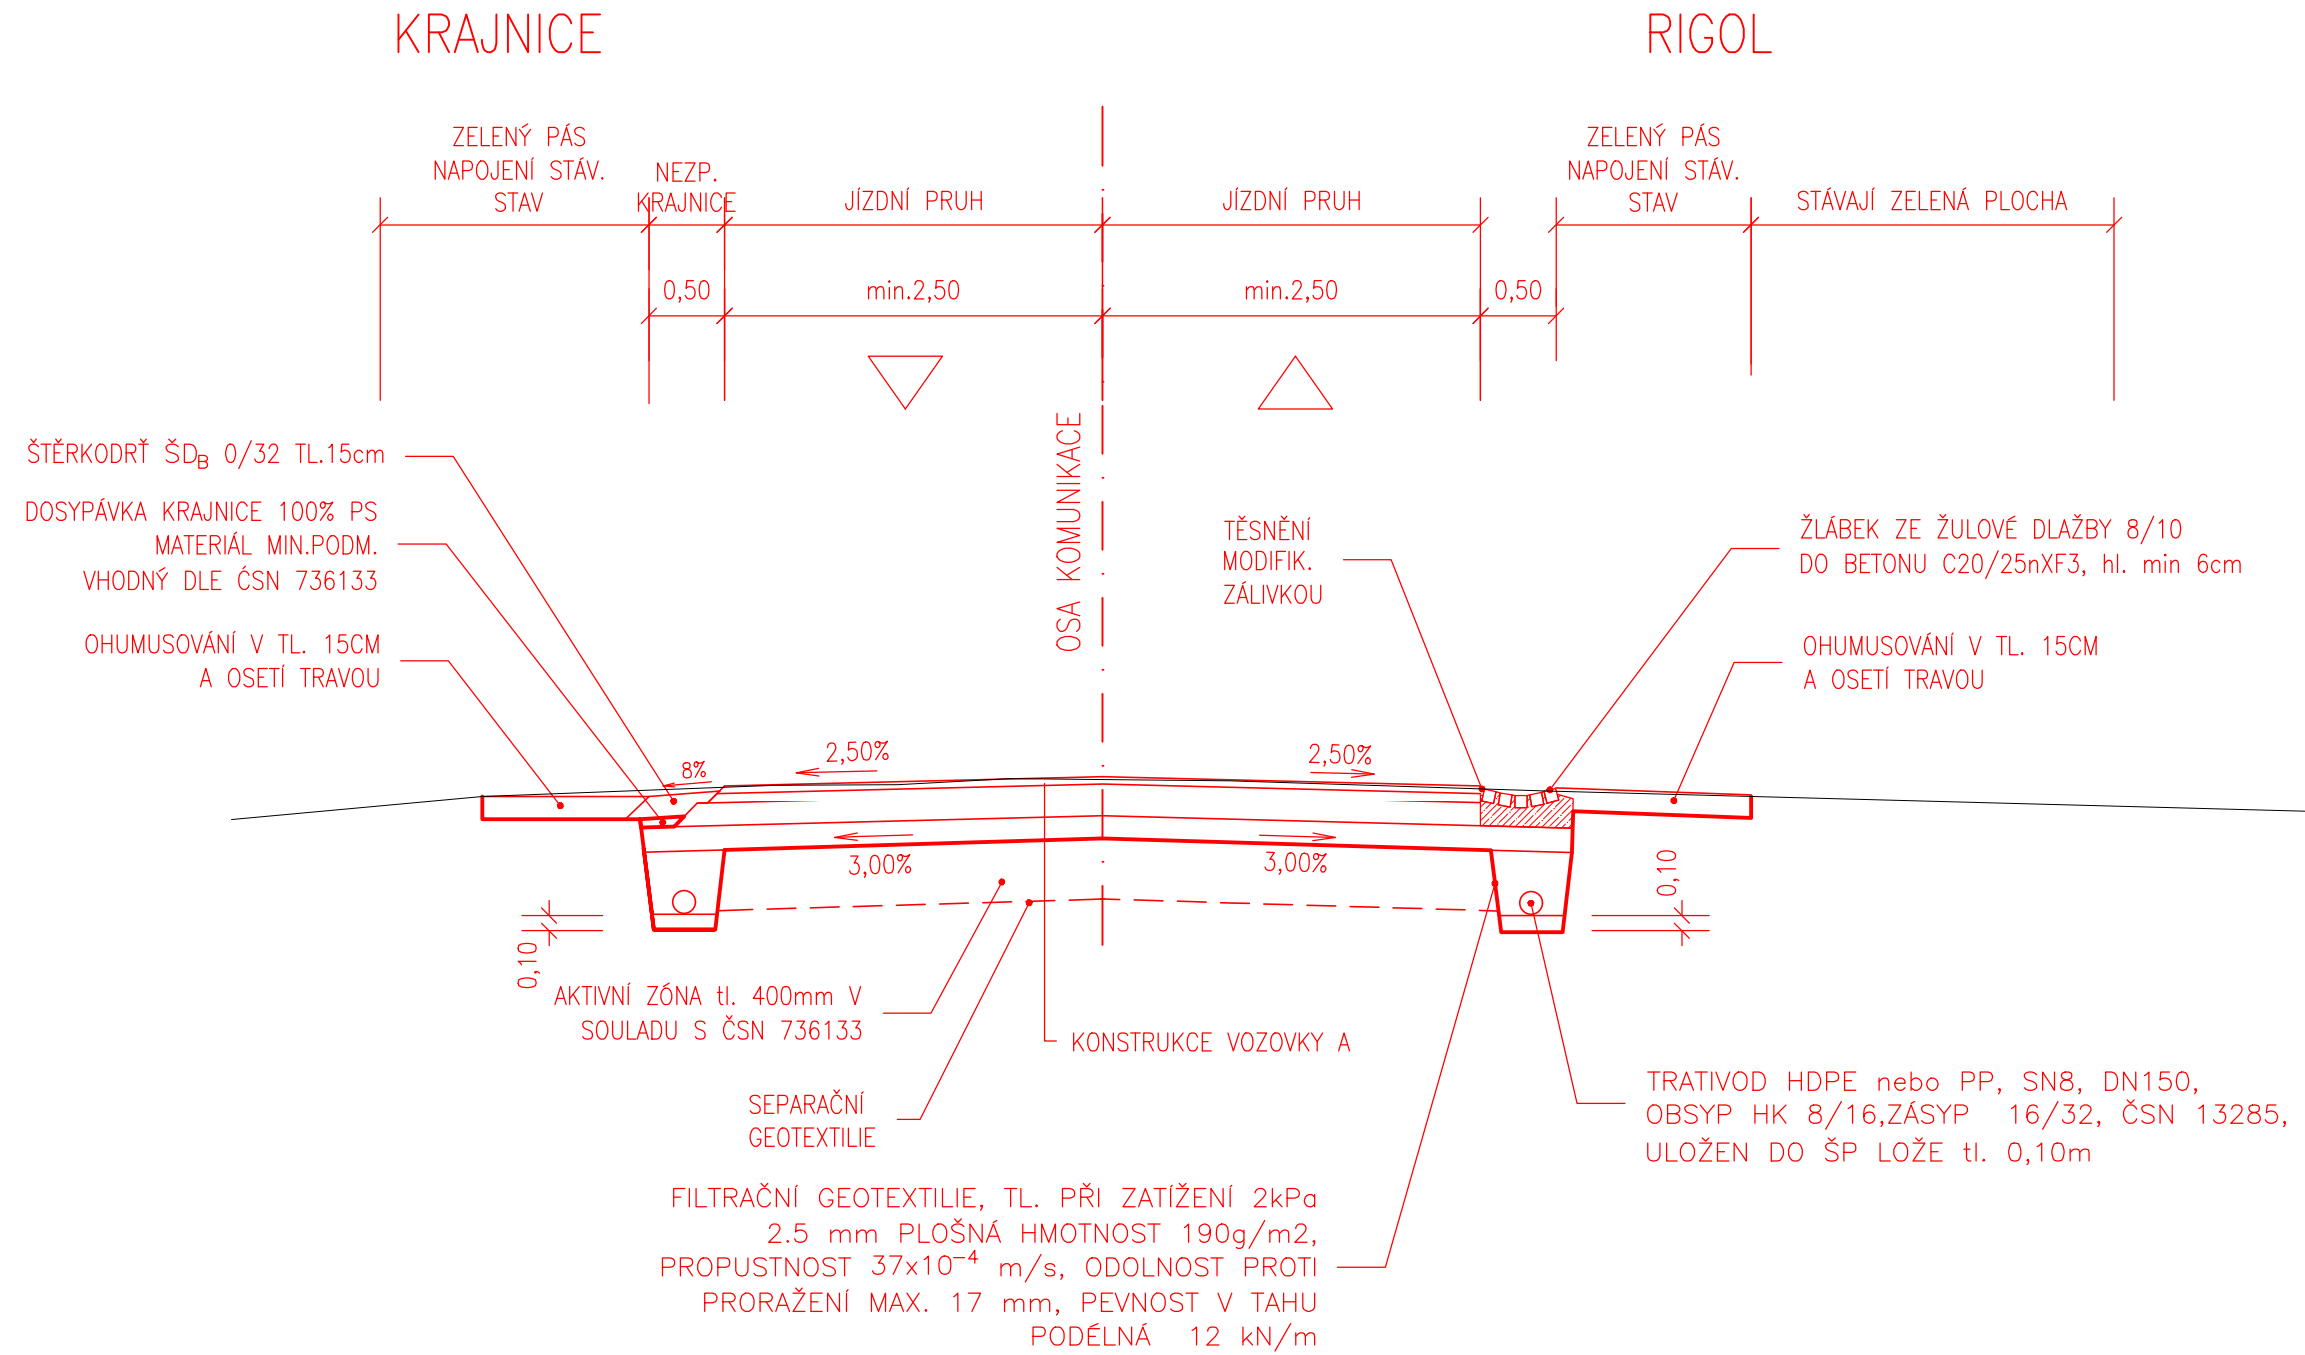 KRAJNICE
RIGOL
ZELENÝ PÁS
NAPOJENÍ STÁV.
STAV
NEZP.
KRAJNICE
JÍZDNÍ PRUH
JÍZDNÍ PRUH
ZELENÝ PÁS
NAPOJENÍ STÁV.
STAV
STÁVAJÍ ZELENÁ PLOCHA
0,50
min.2,50
min.2,50
0,50
OSA KOMUNIKACE
ŠTĚRKODRŤ ŠDB 0/32 TL.15cm
DOSYPÁVKA KRAJNICE 100% PS
MATERIÁL MIN.PODM.
VHODNÝ DLE ĆSN 736133
OHUMUSOVÁNÍ V TL. 15CM
A OSETÍ TRAVOU
TĚSNĚNÍ
MODIFIK.
ZÁLIVKOU
ŽLÁBEK ZE ŽULOVÉ DLAŽBY 8/10
DO BETONU C20/25nXF3, hl. min 6cm
OHUMUSOVÁNÍ V TL. 15CM
A OSETÍ TRAVOU
8%
2,50%
2,50%
3,00%
3,00%
0,10
0,10
AKTIVNÍ ZÓNA tl. 400mm V
SOULADU S ČSN 736133
KONSTRUKCE VOZOVKY A
SEPARAČNÍ
GEOTEXTILIE
TRATIVOD HDPE nebo PP, SN8, DN150,
OBSYP HK 8/16,ZÁSYP 16/32, ČSN 13285,
ULOŽEN DO ŠP LOŽE tl. 0,10m
FILTRAČNÍ GEOTEXTILIE, TL. PŘI ZATÍŽENÍ 2kPa
2.5 mm PLOŠNÁ HMOTNOST 190g/m2,
PROPUSTNOST 37x10⁻⁴ m/s, ODOLNOST PROTI
PRORAŽENÍ MAX. 17 mm, PEVNOST V TAHU
PODÉLNÁ 12 kN/m